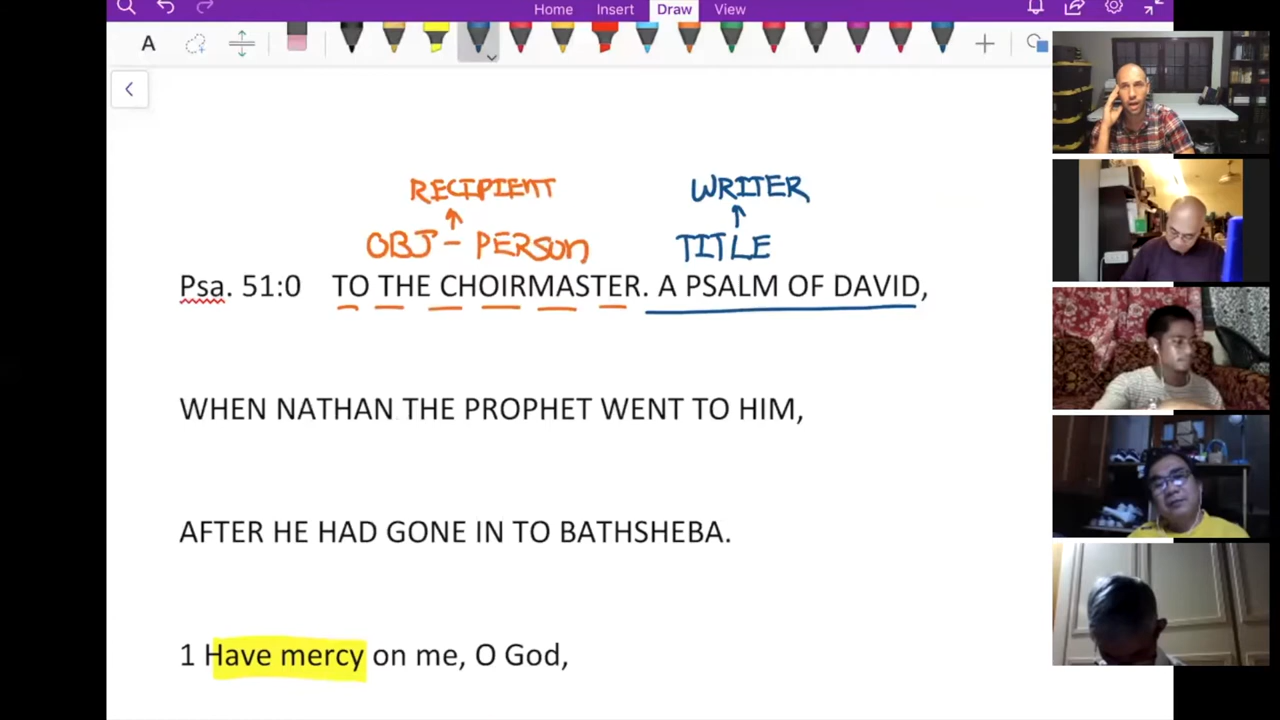 Home Insert Draw View
A
RECIPIENT WRITER
OBJ - PERSON TITLE
Psa. 51:0 TO THE CHOIRMASTER. A PSALM OF DAVID,
WHEN NATHAN THE PROPHET WENT TO HIM,
AFTER HE HAD GONE IN TO BATHSHEBA.
1 Have mercy on me, O God,